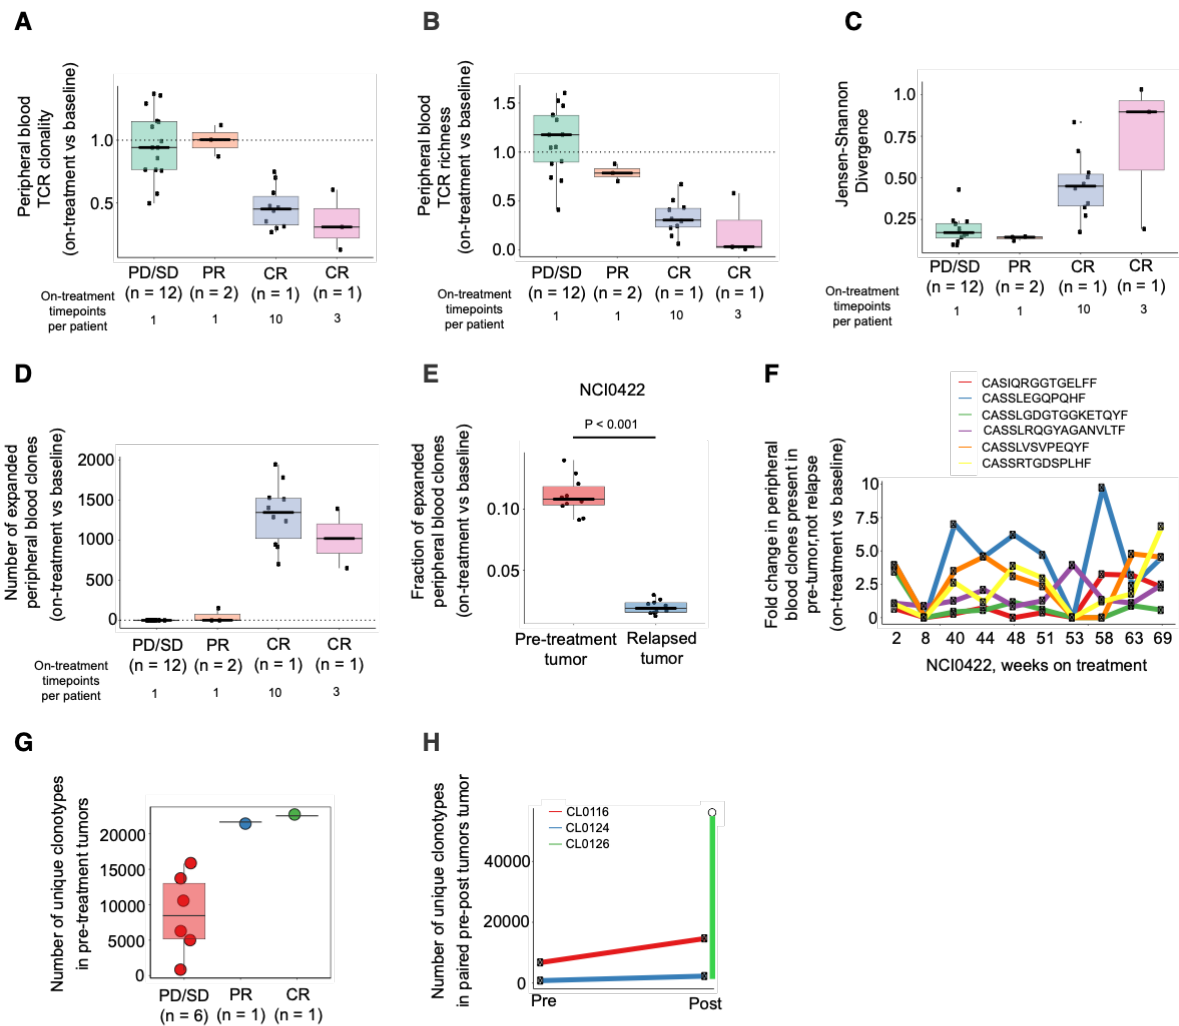 A
Peripheral blood
TCR clonality
(on-treatment vs baseline)
1.0
0.5
PD/SD PR CR CR
(n = 12) (n = 2) (n = 1) (n = 1)
On-treatment
timepoints
per patient
1 1 10 3
B
Peripheral blood
TCR richness
(on-treatment vs baseline)
1.5
1.0
0.5
0.0
PD/SD PR CR CR
(n = 12) (n = 2) (n = 1) (n = 1)
On-treatment
timepoints
per patient
1 1 10 3
C
Jensen-Shannon
Divergence
1.0
0.75
0.50
0.25
PD/SD PR CR CR
(n = 12) (n = 2) (n = 1) (n = 1)
On-treatment
timepoints
per patient
1 1 10 3
D
Number of expanded
peripheral blood clones
(on-treatment vs baseline)
2000
1500
1000
500
0
PD/SD PR CR CR
(n = 12) (n = 2) (n = 1) (n = 1)
On-treatment
timepoints
per patient
1 1 10 3
E
NCI0422
P < 0.001
Fraction of epxanded
peripheral blood clones
(on-treatment vs baseline)
0.10
0.05
Pre-treatment
tumor
Relapsed
tumor
F
CASIQRGGTGELFF
CASSLEGQPQHF
CASSLGDGTGGKETQYF
CASSLRQGYAGANVLTF
CASSLVSVPEQYF
CASSRTGDSPLHF
Fold change in peripheral
blood clones present in
pre-tumor,not relapse
(on-treatment vs baseline)
10
7.5
5.0
2.5
0
2 8 40 44 48 51 53 58 63 69
NCI0422, weeks on treatment
G
Number of unique clonotypes
in pre-treatment tumors
20000
15000
10000
5000
0
PD/SD PR CR
(n = 6) (n = 1) (n = 1)
H
Number of unique clonotypes
in paired pre-post tumors tumor
CL0116
CL0124
CL0126
40000
20000
0
Pre Post